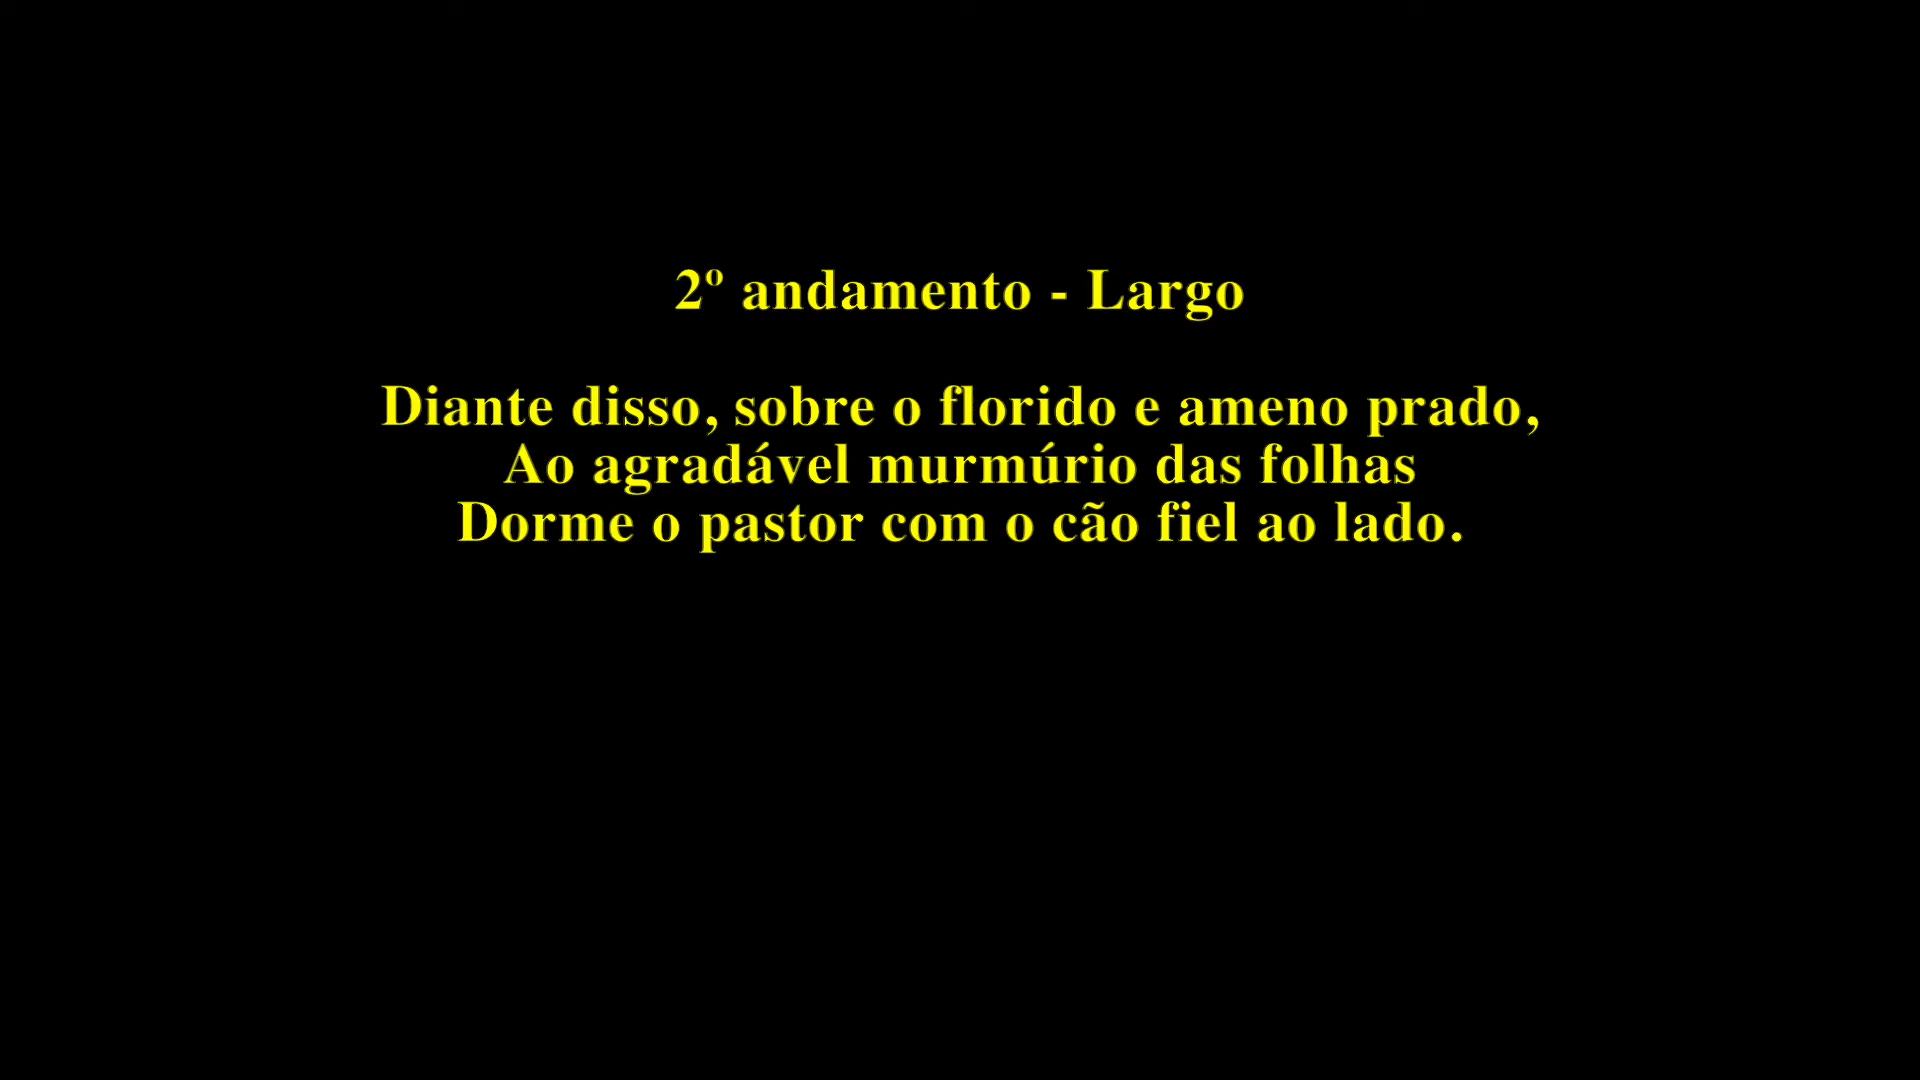 2º andamento - Largo
Diante disso, sobre o florido e ameno prado,
Ao agradável murmúrio das folhas
Dorme o pastor com o cão fiel ao lado.